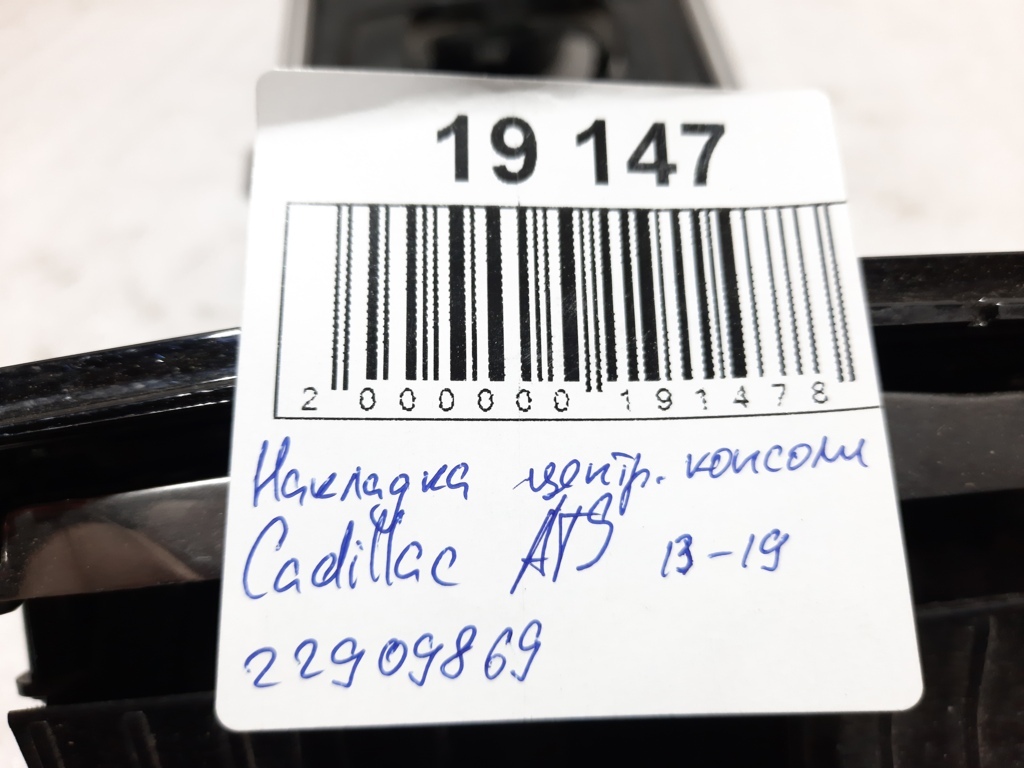 19 147
2 000000 191478
Накладка центр. консоли
Cadillac ATS 13-19
22909869